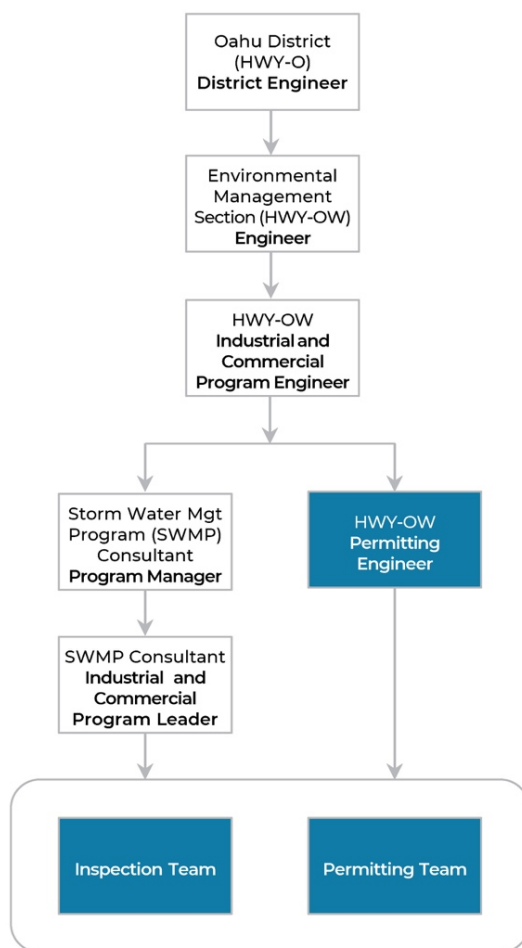 Oahu District
(HWY-O)
District Engineer
Environmental
Management
Section (HWY-OW)
Engineer
HWY-OW
Industrial and
Commercial
Program Engineer
Storm Water Mgt
Program (SWMP)
Consultant
Program Manager
HWY-OW
Permitting
Engineer
SWMP Consultant
Industrial and
Commercial
Program Leader
Inspection Team
Permitting Team